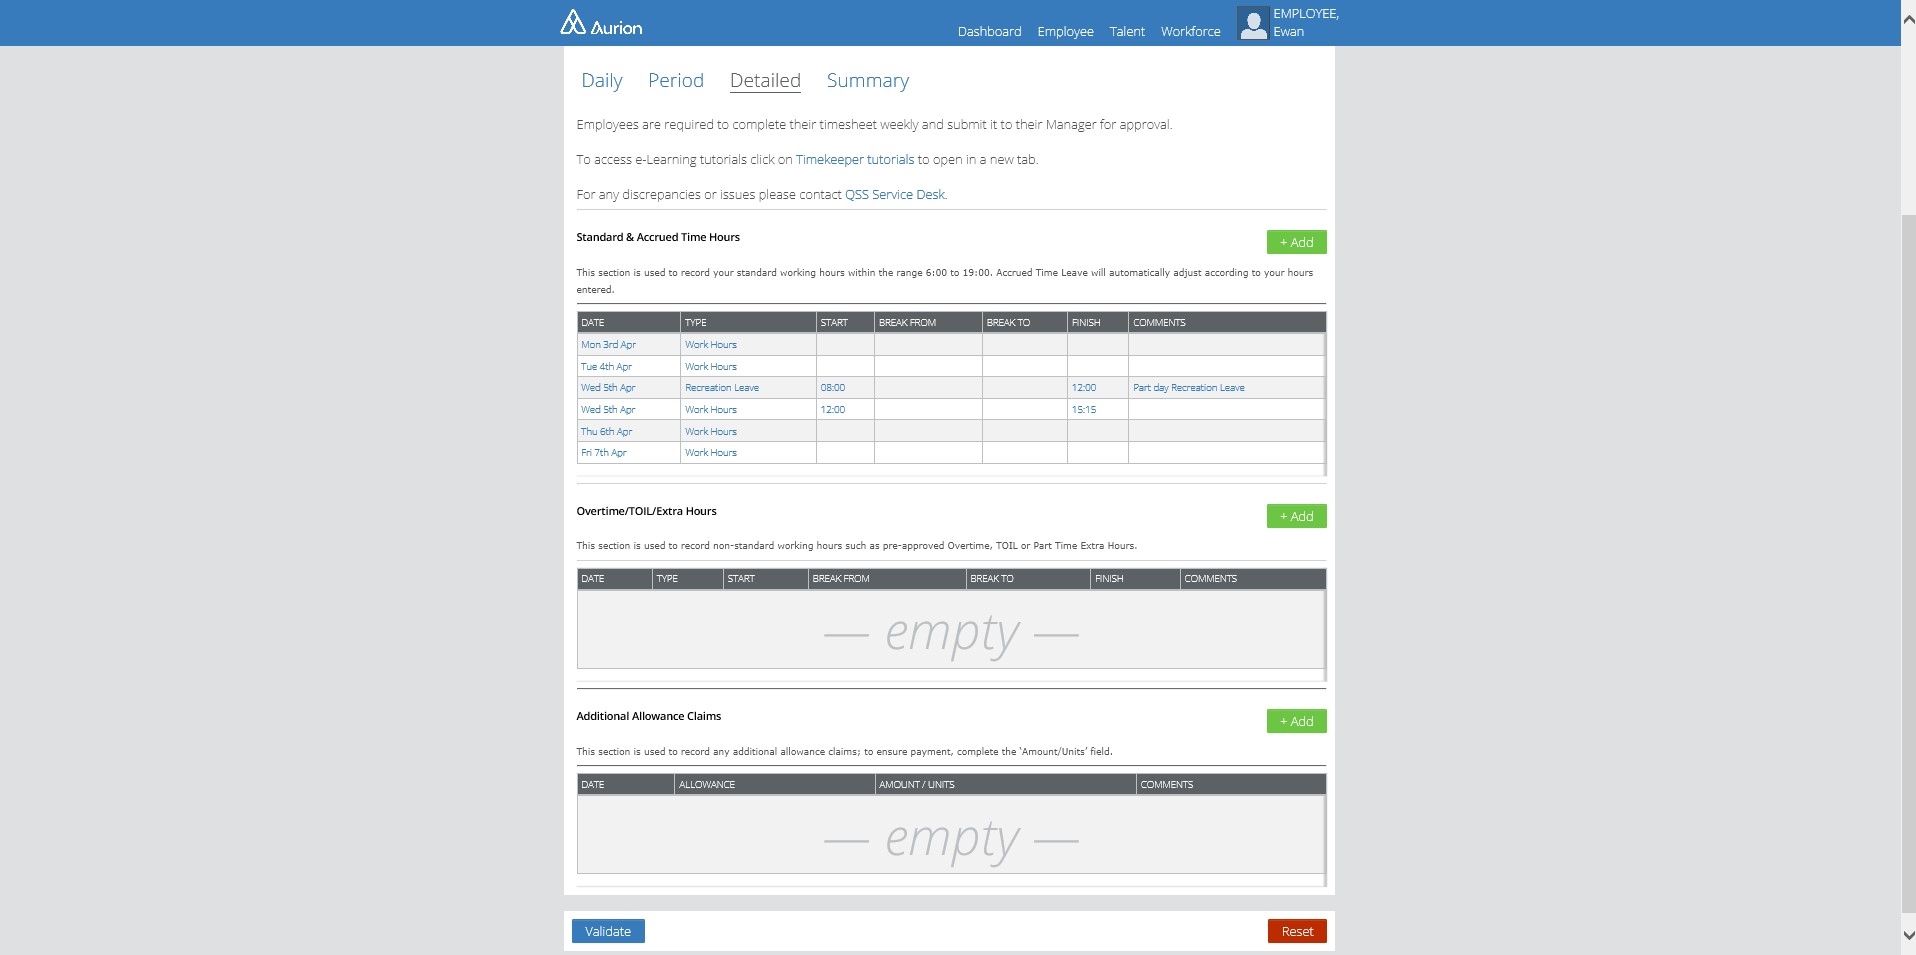 Aurion
Dashboard Employee Talent Workforce
EMPLOYEE,
Ewan
Daily Period Detailed Summary
Employees are required to complete their timesheet weekly and submit it to their Manager for approval.
To access e-Learning tutorials click on Timekeeper tutorials to open in a new tab.
For any discrepancies or issues please contact QSS Service Desk.
Standard & Accrued Time Hours
+ Add
This section is used to record your standard working hours within the range 6:00 to 19:00. Accrued Time Leave will automatically adjust according to your hours
entered.
DATE TYPE START BREAK FROM BREAK TO FINISH COMMENTS
Mon 3rd Apr Work Hours
Tue 4th Apr Work Hours
Wed 5th Apr Recreation Leave 08:00 12:00 Part day Recreation Leave
Wed 5th Apr Work Hours 12:00 15:15
Thu 6th Apr Work Hours
Fri 7th Apr Work Hours
Overtime/TOIL/Extra Hours
+ Add
This section is used to record non-standard working hours such as pre-approved Overtime, TOIL or Part Time Extra Hours.
DATE TYPE START BREAK FROM BREAK TO FINISH COMMENTS
— empty —
Additional Allowance Claims
+ Add
This section is used to record any additional allowance claims; to ensure payment, complete the 'Amount/Units' field.
DATE ALLOWANCE AMOUNT / UNITS COMMENTS
— empty —
Validate
Reset